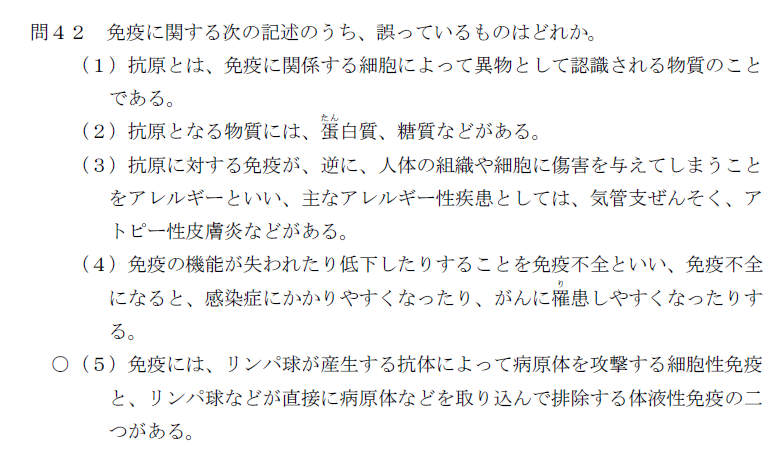 問42 免疫に関する次の記述のうち、誤っているものはどれか。
(1)抗原とは、免疫に関係する細胞によって異物として認識される物質のこと
である。
(2)抗原となる物質には、蛋白質、糖質などがある。
(3)抗原に対する免疫が、逆に、人体の組織や細胞に傷害を与えてしまうこと
をアレルギーといい、主なアレルギー性疾患としては、気管支ぜんそく、ア
トピー性皮膚炎などがある。
(4)免疫の機能が失われたり低下したりすることを免疫不全といい、免疫不全
になると、感染症にかかりやすくなったり、がんに罹患しやすくなったりす
る。
○(5)免疫には、リンパ球が産生する抗体によって病原体を攻撃する細胞性免疫
と、リンパ球などが直接に病原体などを取り込んで排除する体液性免疫の二
つがある。